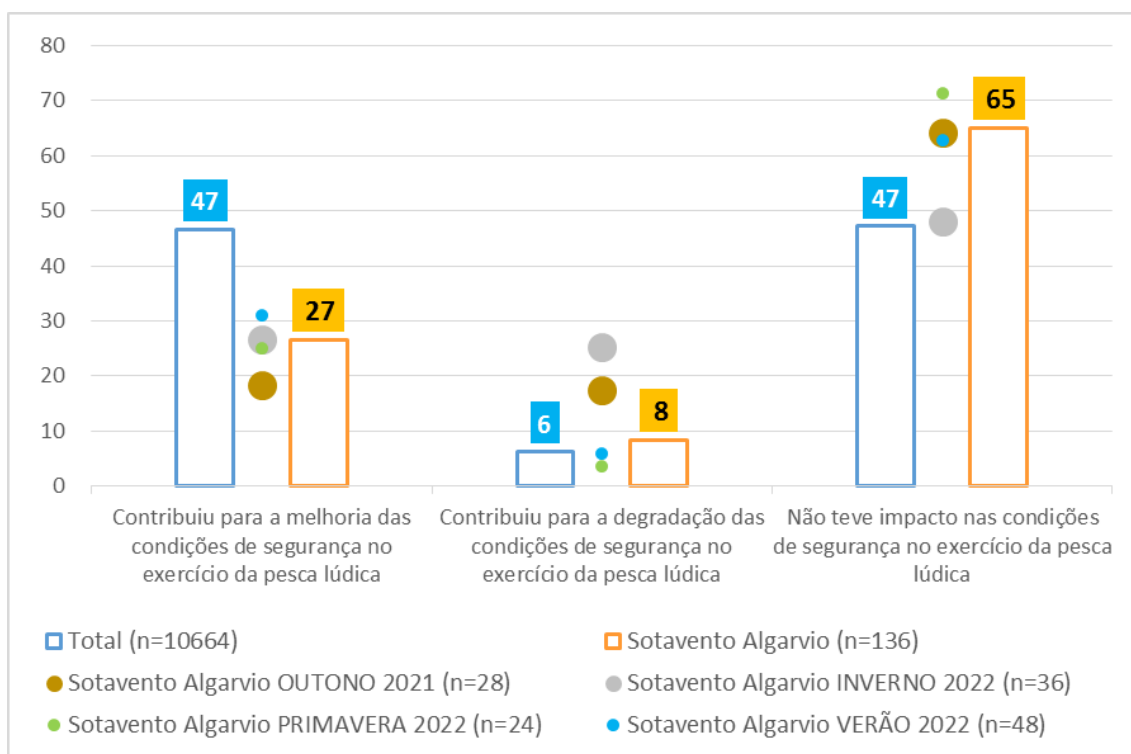 80
70
60
50
40
30
20
10
0
47
27
6
8
47
65
Contribuiu para a melhoria das
condições de segurança no
exercício da pesca lúdica
Contribuiu para a degradação das
condições de segurança no
exercício da pesca lúdica
Não teve impacto nas condições
de segurança no exercício da pesca
lúdica
Total (n=10664)
Sotavento Algarvio (n=136)
Sotavento Algarvio OUTONO 2021 (n=28)
Sotavento Algarvio INVERNO 2022 (n=36)
Sotavento Algarvio PRIMAVERA 2022 (n=24)
Sotavento Algarvio VERÃO 2022 (n=48)